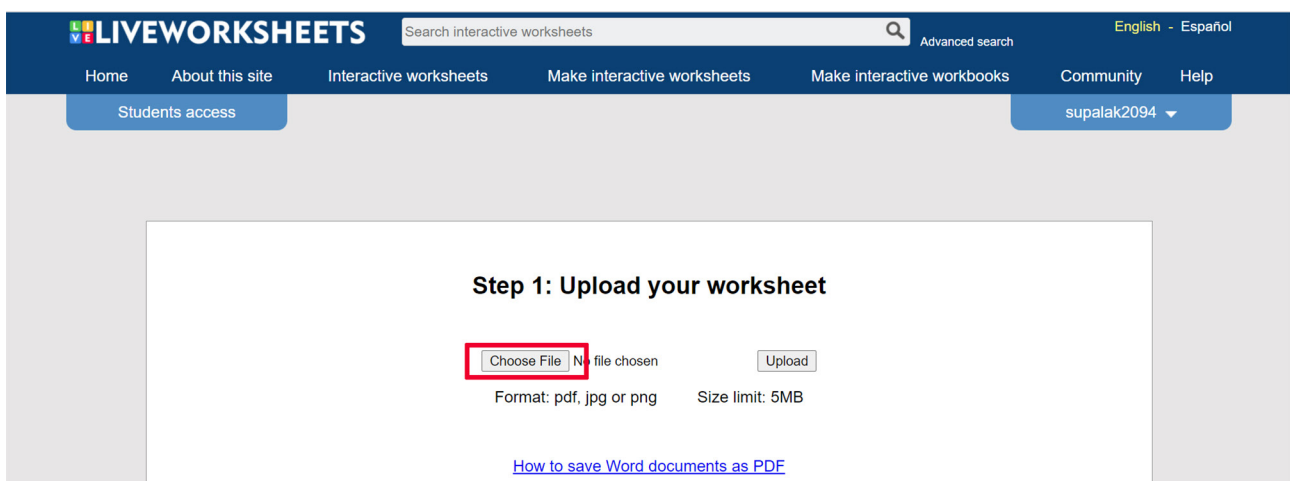 LIVE LIVEWORKSHEETS Search interactive worksheets Advanced search English - Español
Home About this site Interactive worksheets Make interactive worksheets Make interactive workbooks Community Help
Students access supalak2094
Step 1: Upload your worksheet
Choose File No file chosen Upload
Format: pdf, jpg or png Size limit: 5MB
How to save Word documents as PDF